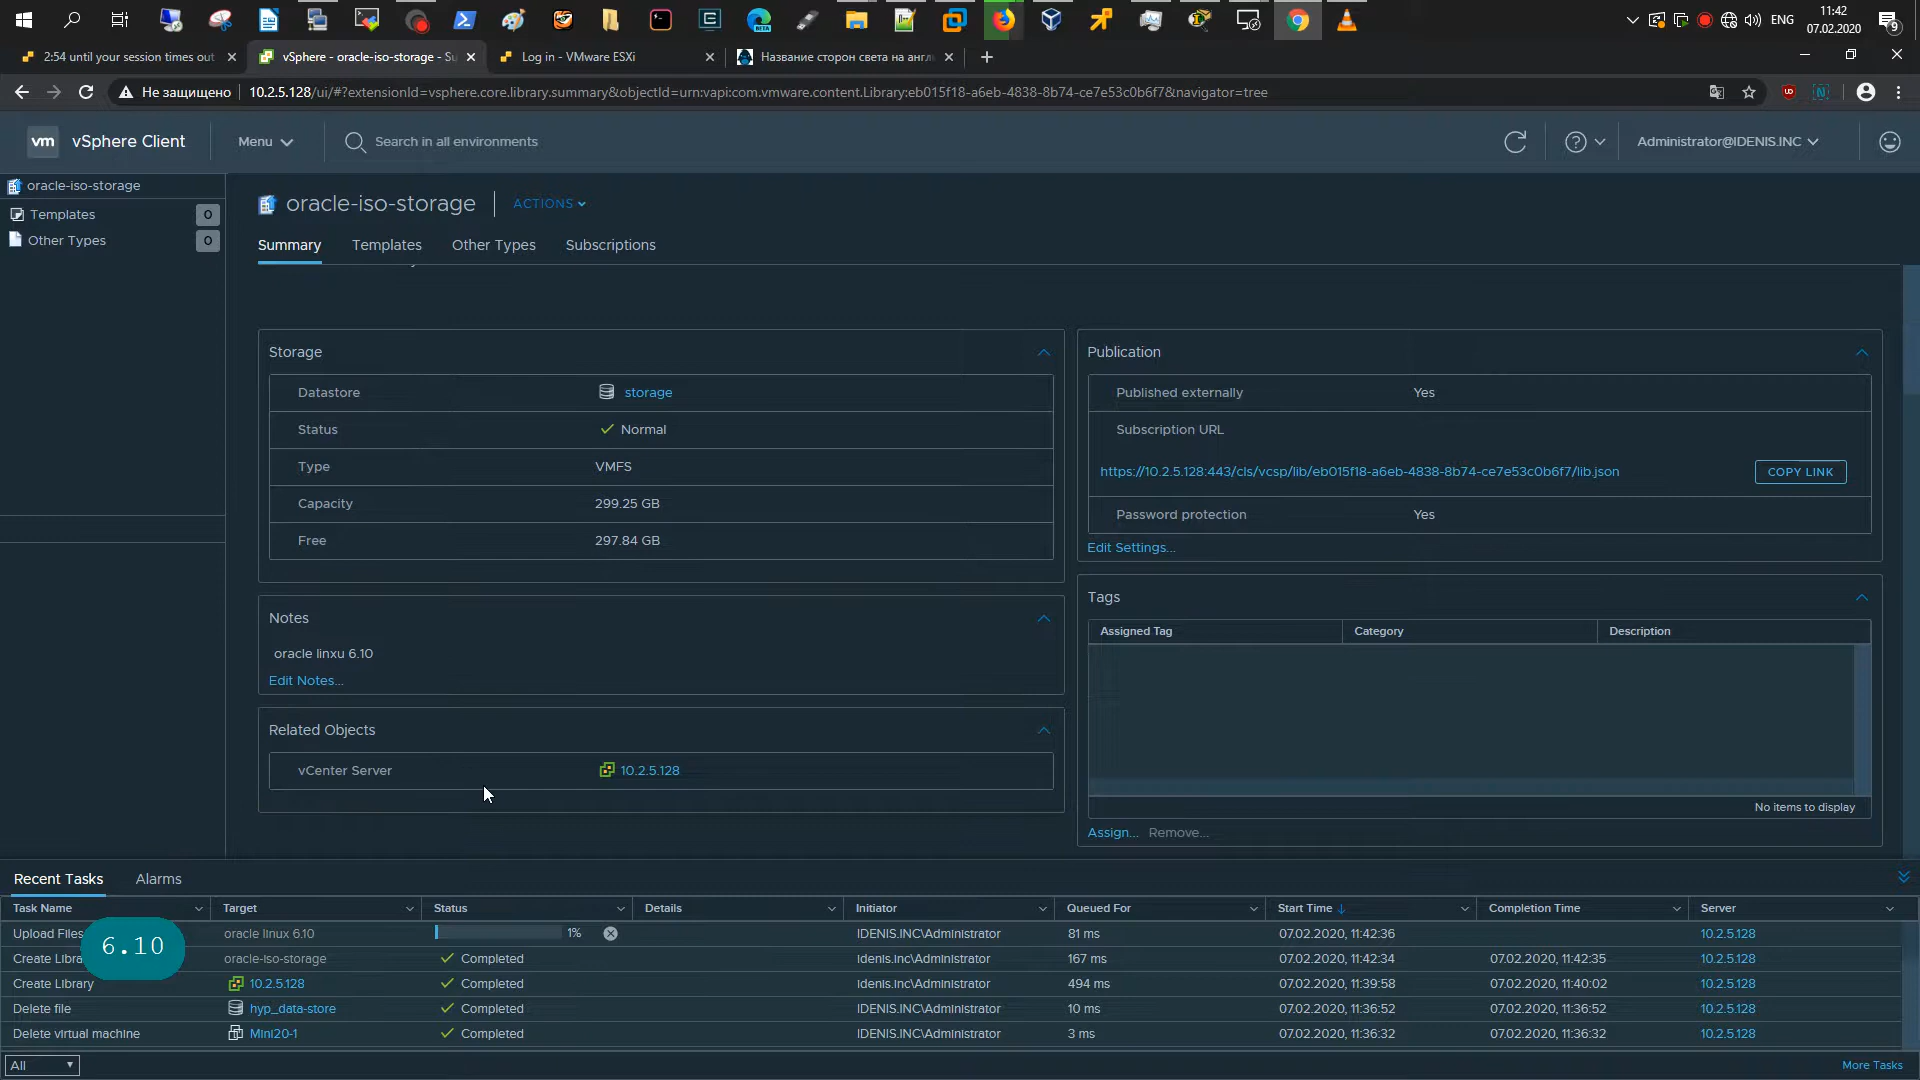 ENG
11:42
07.02.2020
9
2:54 until your session times out
vSphere - oracle-iso-storage - Su
Log in - VMware ESXi
Название сторон света на англ
Не защищено
10.2.5.128/ui/#?extensionId=vsphere.core.library.summary&objectId=urn:vapi:com.vmware.content.Library:eb015f18-a6eb-4838-8b74-ce7e53c0b6f7&navigator=tree
vm vSphere Client Menu Search in all environments Administrator@IDENIS.INC
oracle-iso-storage
Templates 0
Other Types 0
oracle-iso-storage ACTIONS
Summary Templates Other Types Subscriptions
Storage
Datastore storage
Status Normal
Type VMFS
Capacity 299.25 GB
Free 297.84 GB
Notes
oracle linxu 6.10
Edit Notes...
Related Objects
vCenter Server 10.2.5.128
Publication
Published externally Yes
Subscription URL
https://10.2.5.128:443/cls/vcsp/lib/eb015f18-a6eb-4838-8b74-ce7e53c0b6f7/lib.json COPY LINK
Password protection Yes
Edit Settings...
Tags
Assigned Tag Category Description
No items to display
Assign... Remove...
Recent Tasks Alarms
Task Name Target Status Details Initiator Queued For Start Time Completion Time Server
Upload Files oracle linux 6.10 1% IDENIS.INC\Administrator 81 ms 07.02.2020, 11:42:36 10.2.5.128
Create Libra oracle-iso-storage Completed idenis.inc\Administrator 167 ms 07.02.2020, 11:42:34 07.02.2020, 11:42:35 10.2.5.128
Create Library 10.2.5.128 Completed Idenis.inc\Administrator 494 ms 07.02.2020, 11:39:58 07.02.2020, 11:40:02 10.2.5.128
Delete file hyp_data-store Completed IDENIS.INC\Administrator 10 ms 07.02.2020, 11:36:52 07.02.2020, 11:36:52 10.2.5.128
Delete virtual machine Mini20-1 Completed IDENIS.INC\Administrator 3 ms 07.02.2020, 11:36:32 07.02.2020, 11:36:32 10.2.5.128
6.10
All More Tasks